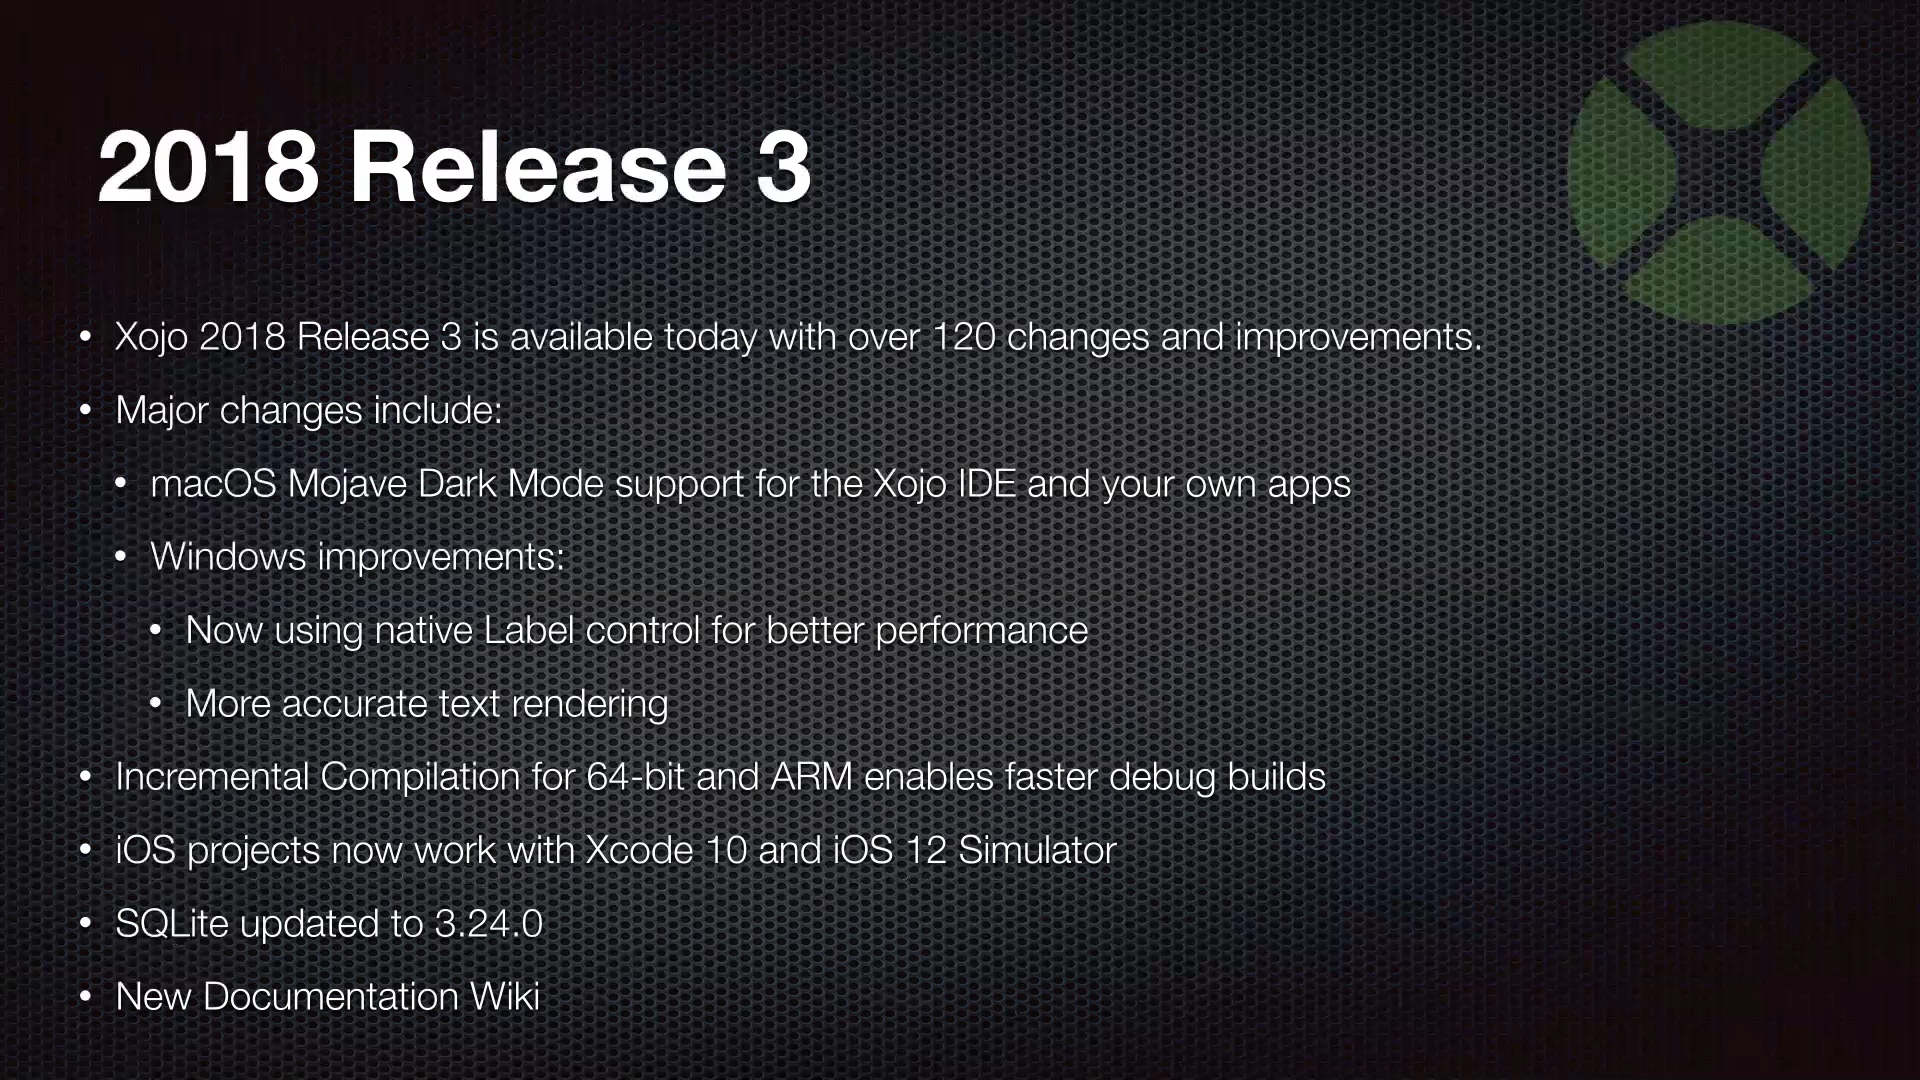 2018 Release 3
• Xojo 2018 Release 3 is available today with over 120 changes and improvements.
• Major changes include:
• macOS Mojave Dark Mode support for the Xojo IDE and your own apps
• Windows improvements:
• Now using native Label control for better performance
• More accurate text rendering
• Incremental Compilation for 64-bit and ARM enables faster debug builds
• iOS projects now work with Xcode 10 and iOS 12 Simulator
• SQLite updated to 3.24.0
• New Documentation Wiki